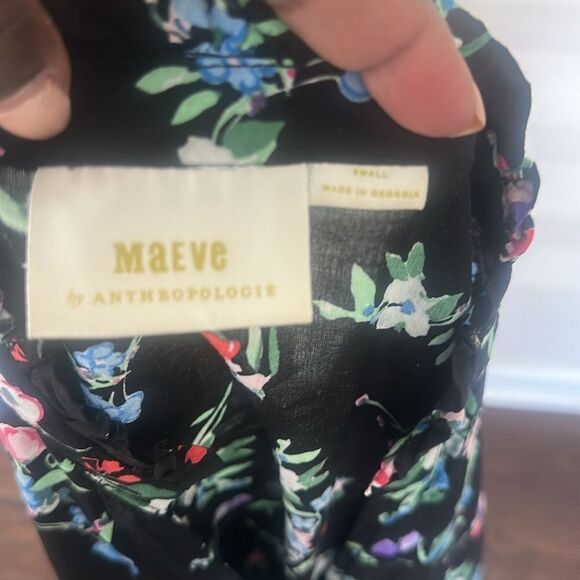 MaEVe
by ANTHROPOLOGIE
SMALL
MADE IN GEORGIA